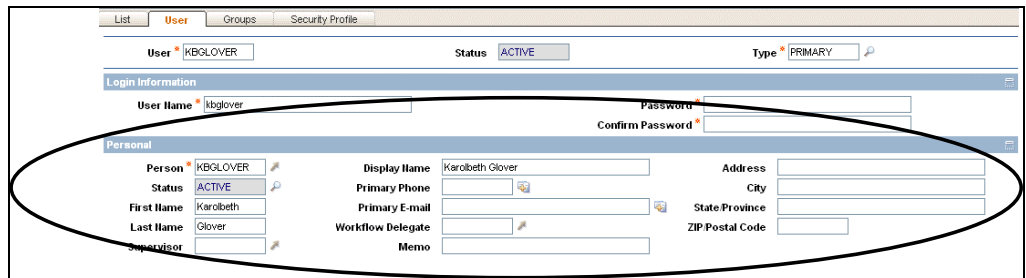 List User Groups Security Profile
User * KBGLOVER Status ACTIVE Type * PRIMARY
Login Information
User Name * kbglover Password *
Confirm Password *
Personal
Person * KBGLOVER Display Name Karolbeth Glover Address
Status ACTIVE Primary Phone City
First Name Karolbeth Primary E-mail State/Province
Last Name Glover Workflow Delegate ZIP/Postal Code
Supervisor Memo